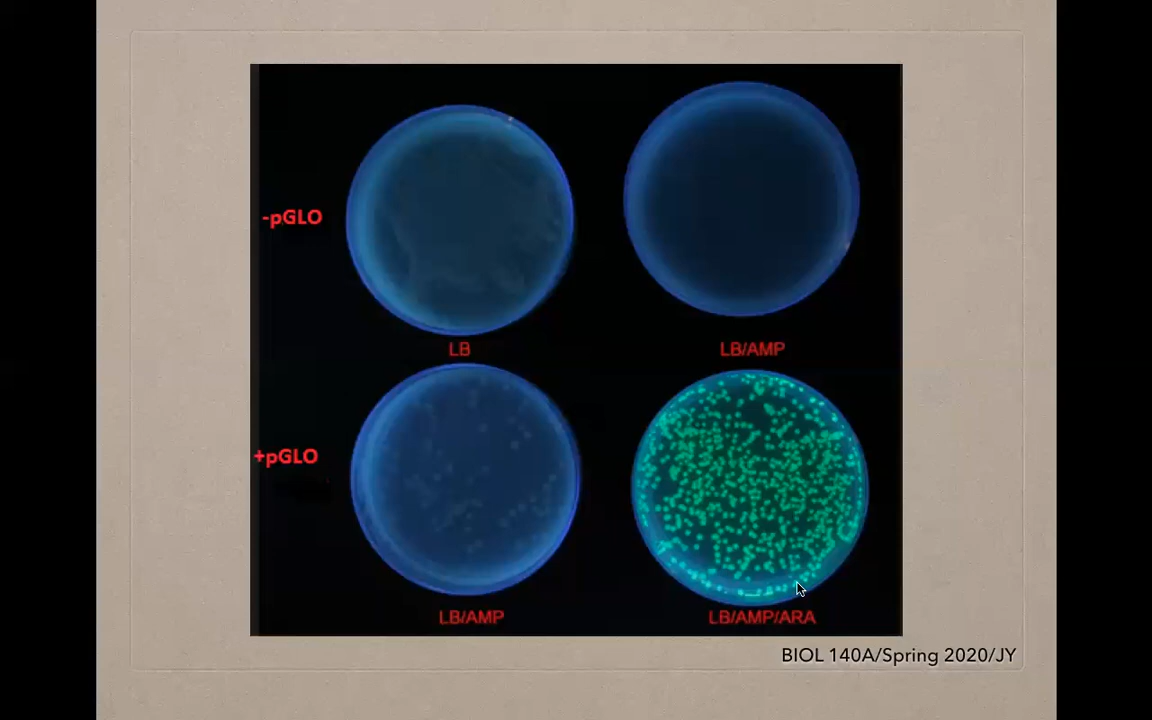 -pGLO
LB
LB/AMP
+pGLO
LB/AMP
LB/AMP/ARA
BIOL 140A/Spring 2020/JY